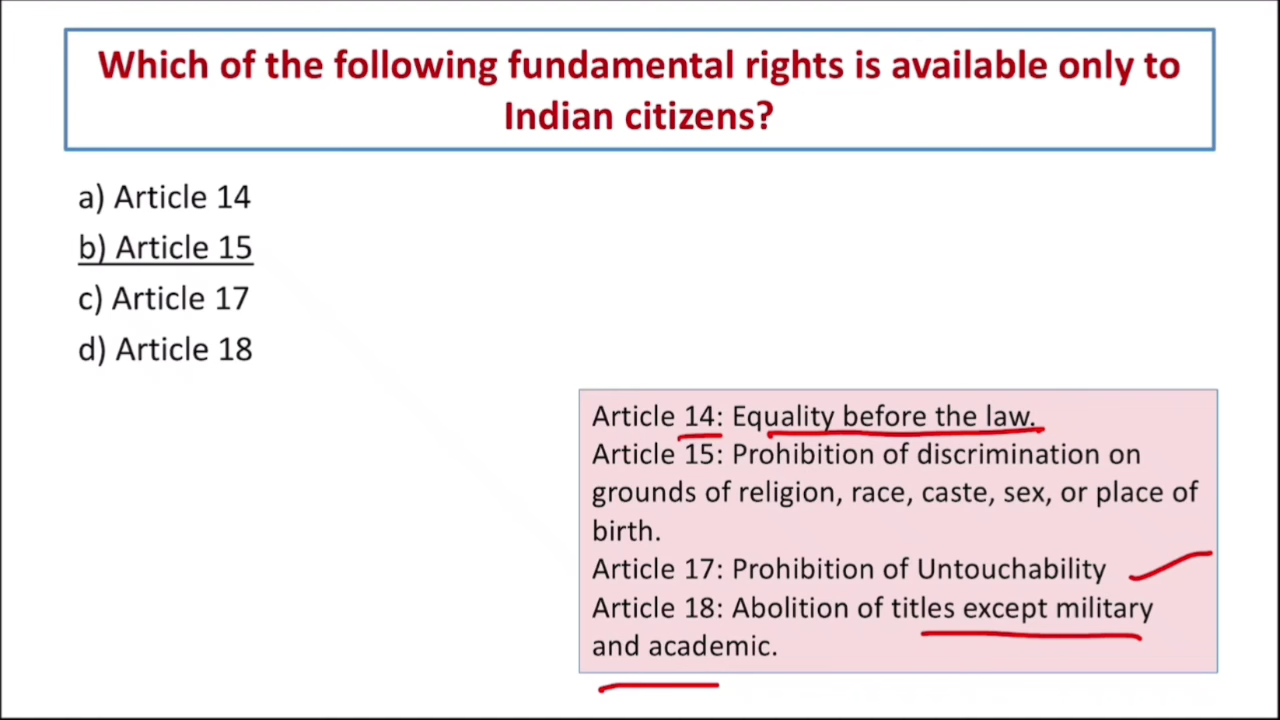 Which of the following fundamental rights is available only to
Indian citizens?
a) Article 14
b) Article 15
c) Article 17
d) Article 18
Article 14: Equality before the law.
Article 15: Prohibition of discrimination on
grounds of religion, race, caste, sex, or place of
birth.
Article 17: Prohibition of Untouchability
Article 18: Abolition of titles except military
and academic.